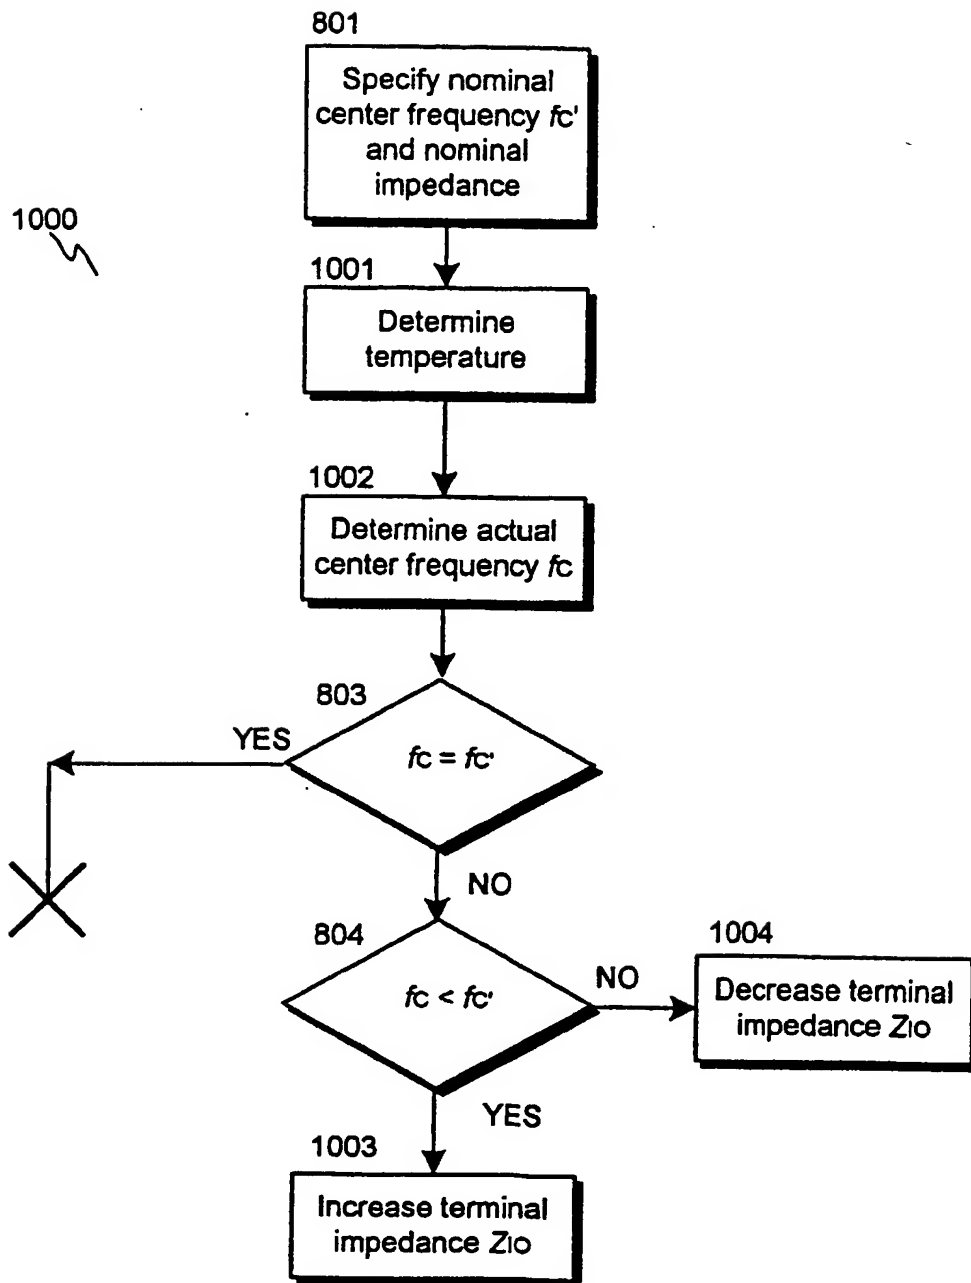 801
Specify nominal
center frequency fc'
and nominal
impedance
1000
1001
Determine
temperature
1002
Determine actual
center frequency fc
803
YES
fc = fc'
NO
804
fc < fc'
NO
1004
Decrease terminal
impedance ZIO
YES
1003
Increase terminal
impedance ZIO